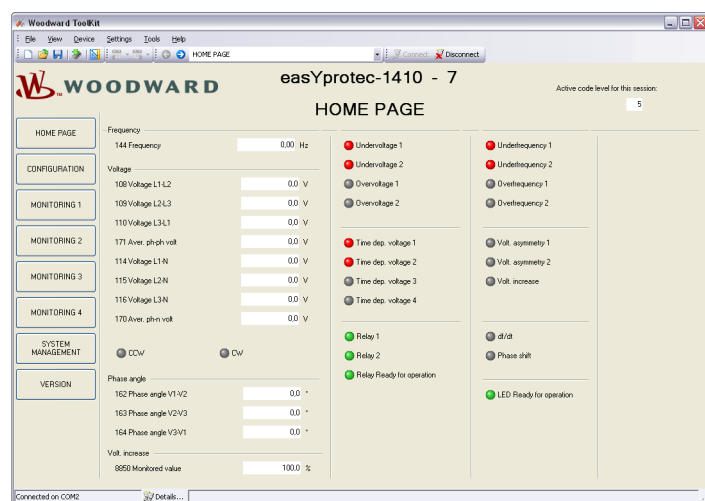 Woodward ToolKit
File View Device Settings Tools Help
HOME PAGE Connect Disconnect
WOODWARD
easYprotec-1410 - 7
HOME PAGE
Active code level for this session:
5
HOME PAGE
CONFIGURATION
MONITORING 1
MONITORING 2
MONITORING 3
MONITORING 4
SYSTEM
MANAGEMENT
VERSION
Frequency
144 Frequency 0,00 Hz
Voltage
108 Voltage L1-L2 0,0 V
109 Voltage L2-L3 0,0 V
110 Voltage L3-L1 0,0 V
171 Aver. ph-ph volt 0,0 V
114 Voltage L1-N 0,0 V
115 Voltage L2-N 0,0 V
116 Voltage L3-N 0,0 V
170 Aver. ph-n volt 0,0 V
CCW CW
Phase angle
162 Phase angle V1-V2 0,0 °
163 Phase angle V2-V3 0,0 °
164 Phase angle V3-V1 0,0 °
Volt. increase
8850 Monitored value 100,0 %
Undervoltage 1
Undervoltage 2
Overvoltage 1
Overvoltage 2
Time dep. voltage 1
Time dep. voltage 2
Time dep. voltage 3
Time dep. voltage 4
Relay 1
Relay 2
Relay Ready for operation
Underfrequency 1
Underfrequency 2
Overfrequency 1
Overfrequency 2
Volt. asymmetry 1
Volt. asymmetry 2
Volt. increase
df/dt
Phase shift
LED Ready for operation
Connected on COM2 Details...